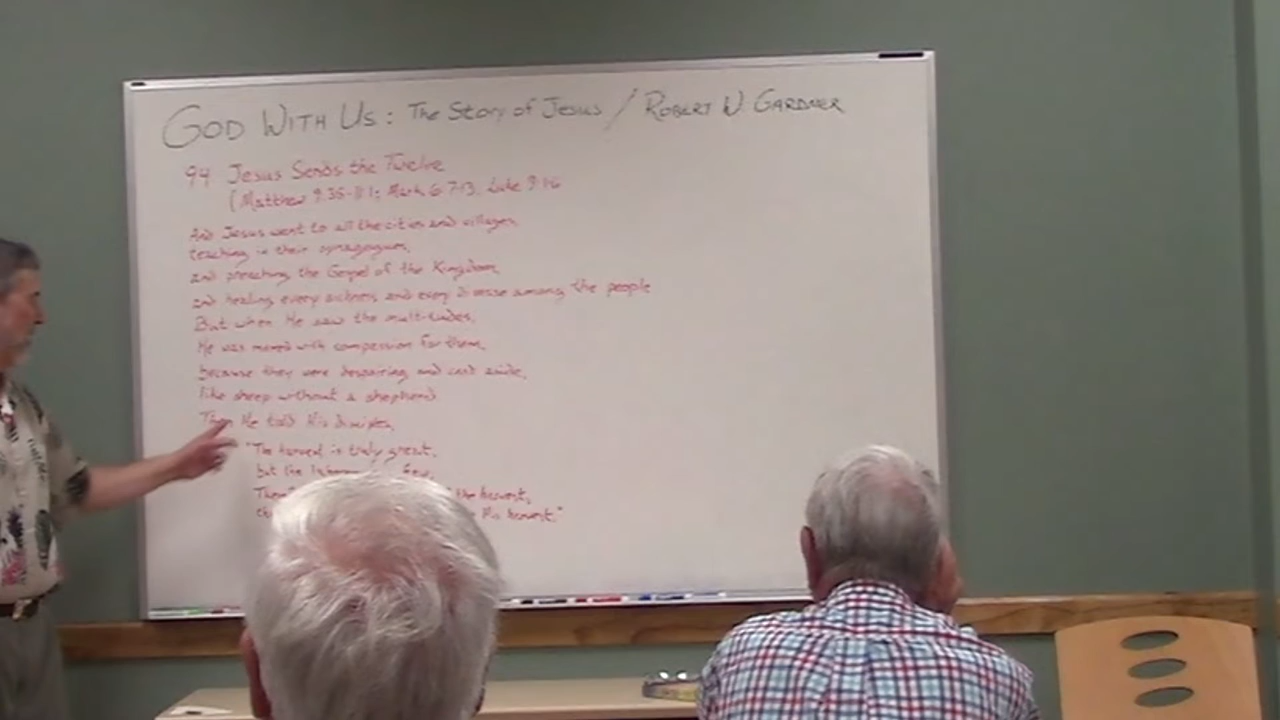 GOD WITH US: The Story of Jesus / ROBERT W. GARDNER
94 Jesus Sends the Twelve
(Matthew 9:35-11:1; Mark 6:7-13; Luke 9:1-6
And Jesus went to all the cities and villages,
teaching in their synagogues,
and preaching the Gospel of the Kingdom,
and healing every sickness and every disease among the people
But when He saw the multitudes,
He was moved with compassion for them,
because they were despairing and cast aside,
like sheep without a shepherd
Then He told His disciples,
"The harvest is truly great,
but the few,
the harvest,
His harvest."